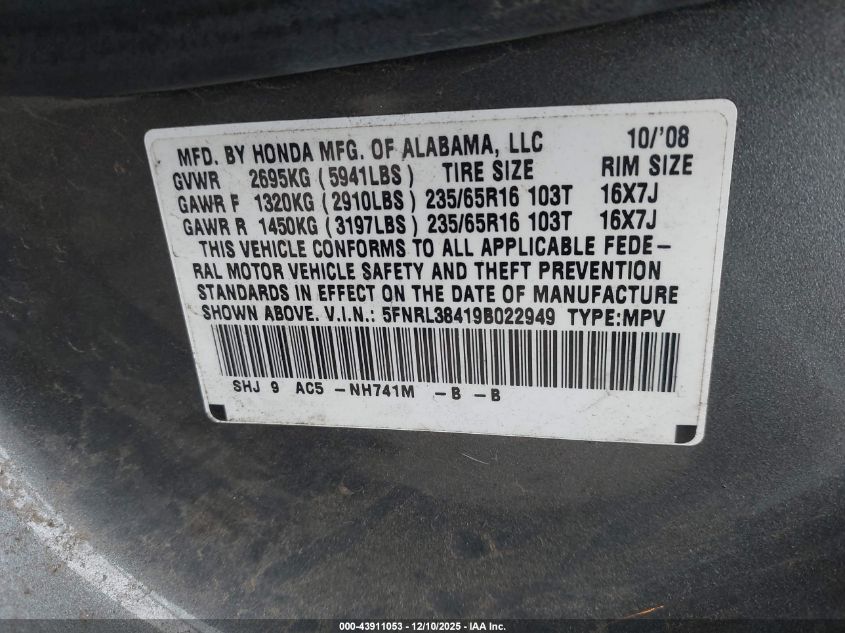 MFD. BY HONDA MFG. OF ALABAMA, LLC 10/'08
GVWR 2695KG (5941LBS) TIRE SIZE RIM SIZE
GAWR F 1320KG (2910LBS) 235/65R16 103T 16X7J
GAWR R 1450KG (3197LBS) 235/65R16 103T 16X7J
THIS VEHICLE CONFORMS TO ALL APPLICABLE FEDE-
RAL MOTOR VEHICLE SAFETY AND THEFT PREVENTION
STANDARDS IN EFFECT ON THE DATE OF MANUFACTURE
SHOWN ABOVE. V.I.N.: 5FNRL38419B022949 TYPE:MPV
SHJ 9 AC5 -NH741M -B -B
000-43911053 - 12/10/2025 - IAA Inc.